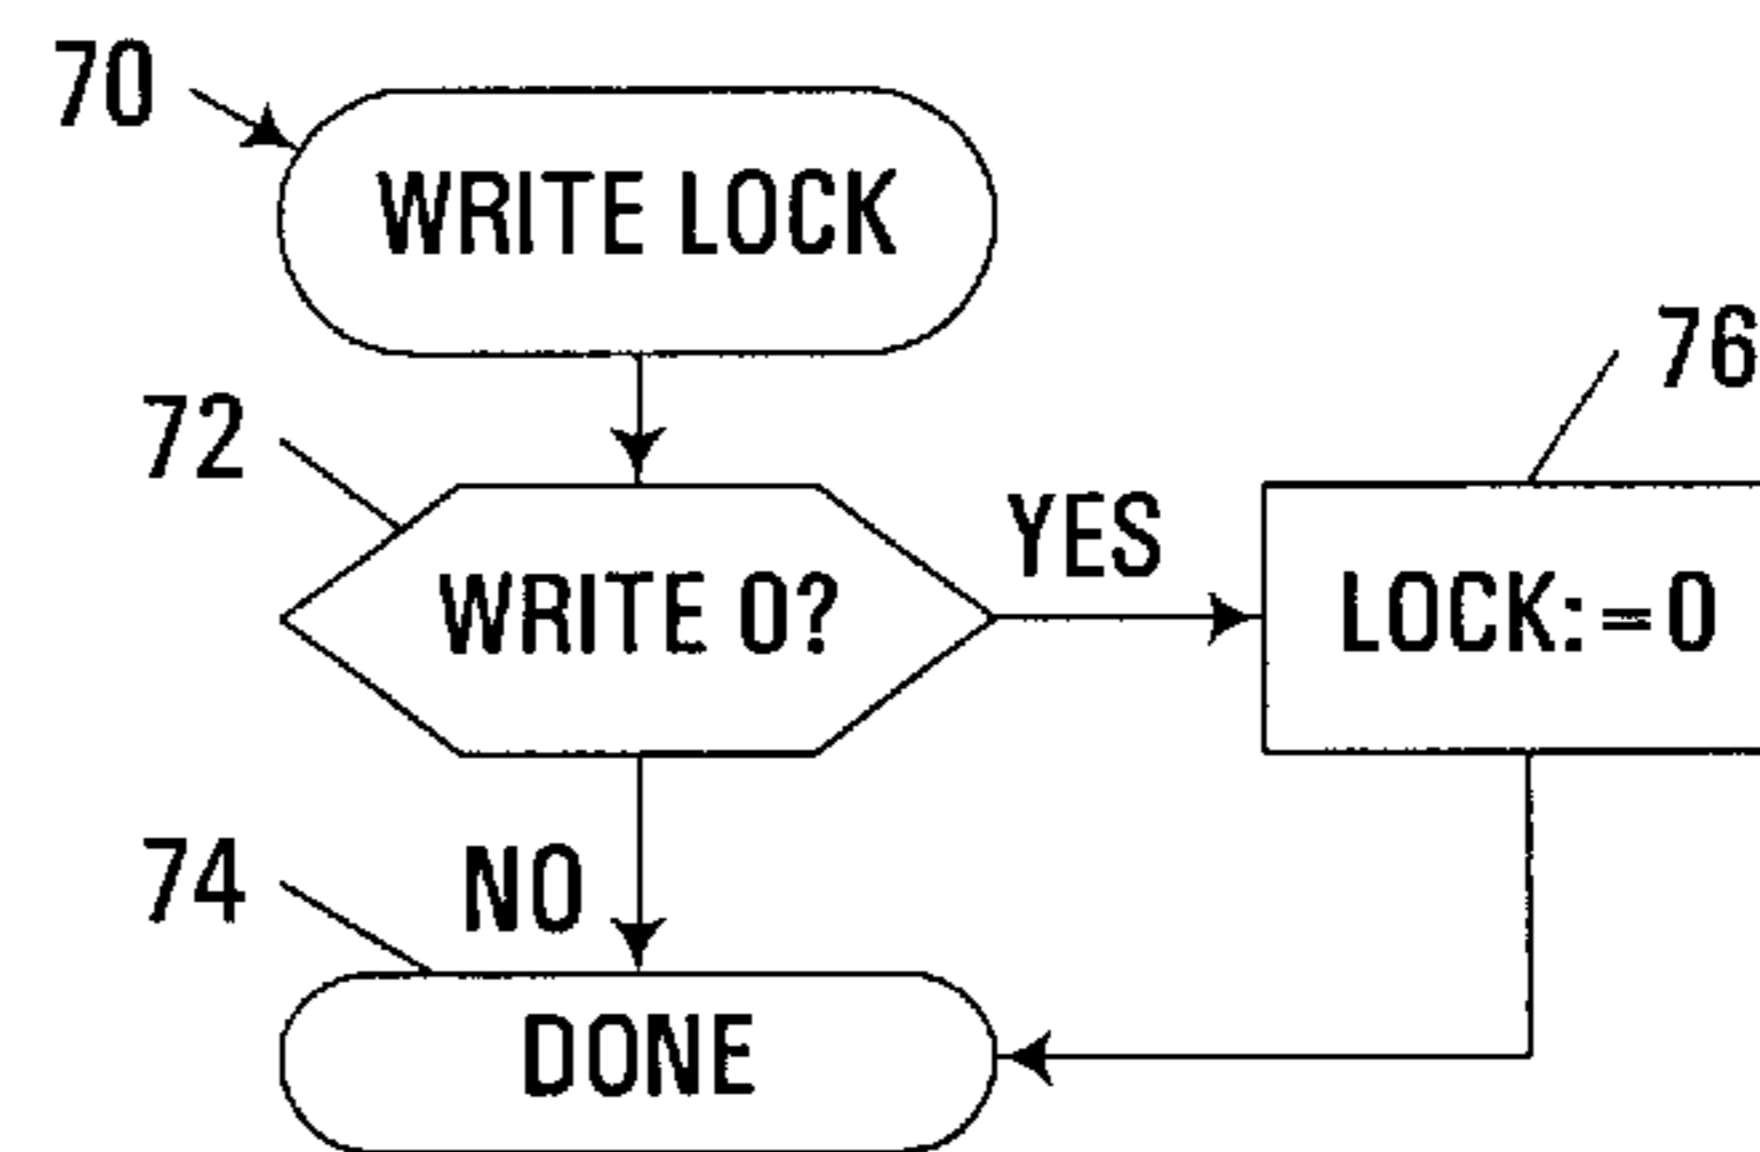 70
WRITE LOCK
76
72
YES
WRITE 0?
LOCK:=0
74
NO
DONE